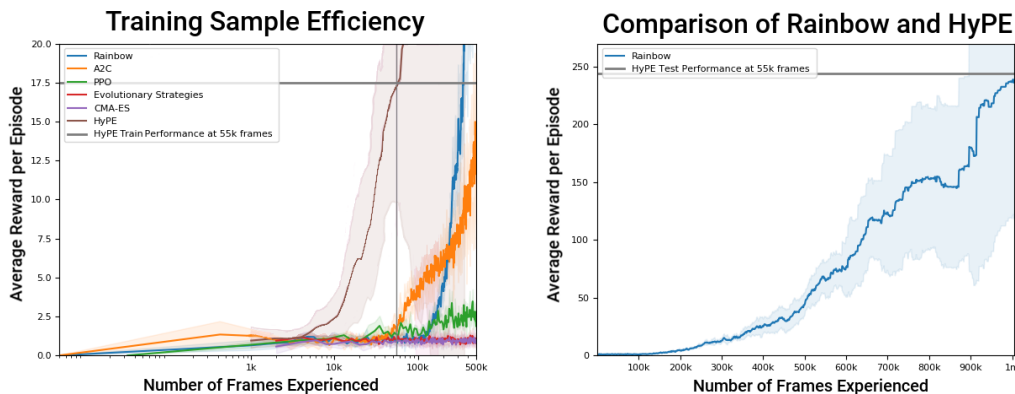 Training Sample Efficiency
Average Reward per Episode
20.0
17.5
15.0
12.5
10.0
7.5
5.0
2.5
0.0
Rainbow
A2C
PPO
Evolutionary Strategies
CMA-ES
HyPE
HyPE Train Performance at 55k frames
1k
10k
100k
500k
Number of Frames Experienced
Comparison of Rainbow and HyPE
Average Reward per Episode
250
200
150
100
50
0
Rainbow
HyPE Test Performance at 55k frames
100k
200k
300k
400k
500k
600k
700k
800k
900k
Number of Frames Experienced